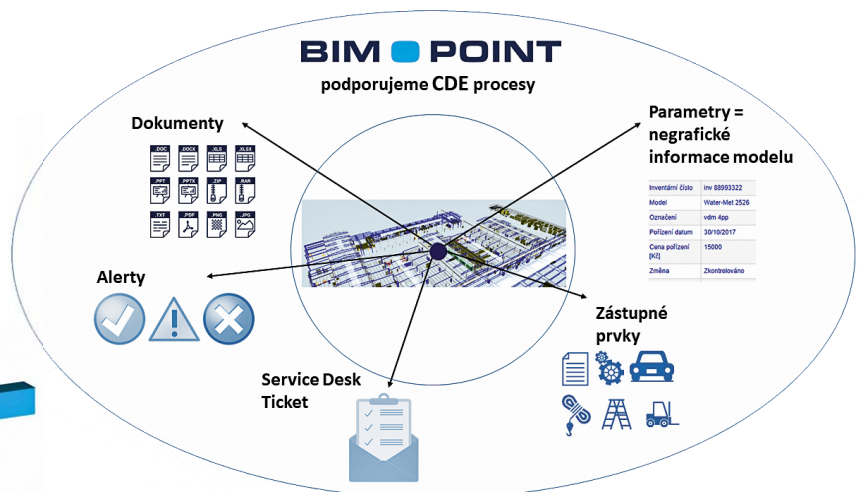 BIM POINT
podporujeme CDE procesy
Dokumenty
.DOC .DOCX .XLS .XLSX
.PPT .PPTX .ZIP .RAR
.TXT .PDF .PNG .JPG
Parametry =
negrafické
informace modelu
Inventární číslo Inv 88993322
Model Water-Met 2526
Označení vdm 4pp
Pořízení datum 30/10/2017
Cena pořízení 15000
[Kč]
Změna Zkontrolováno
Alerty
Zástupné
prvky
Service Desk
Ticket